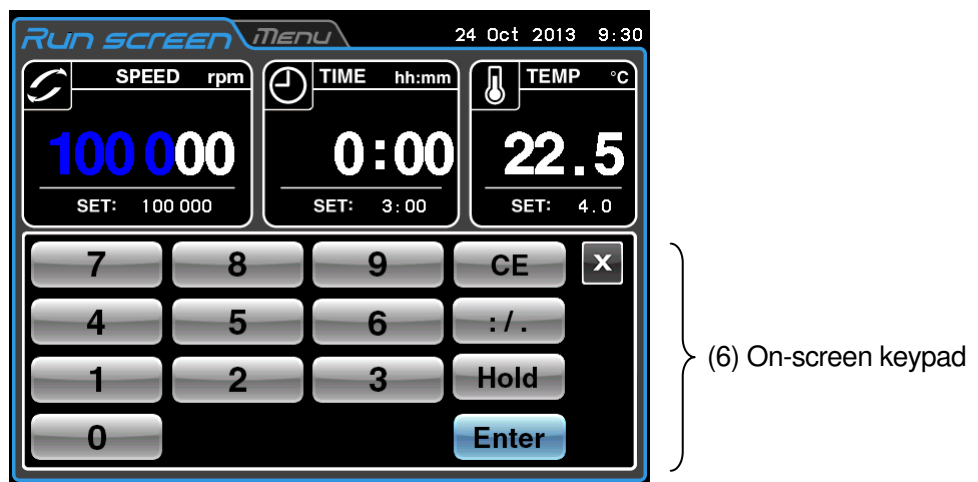 Run screen Menu 24 Oct 2013 9:30
SPEED rpm TIME hh:mm TEMP °C
100 000 0:00 22.5
SET: 100 000 SET: 3:00 SET: 4.0
7 8 9 CE X
4 5 6 :/.
1 2 3 Hold
0 Enter
(6) On-screen keypad